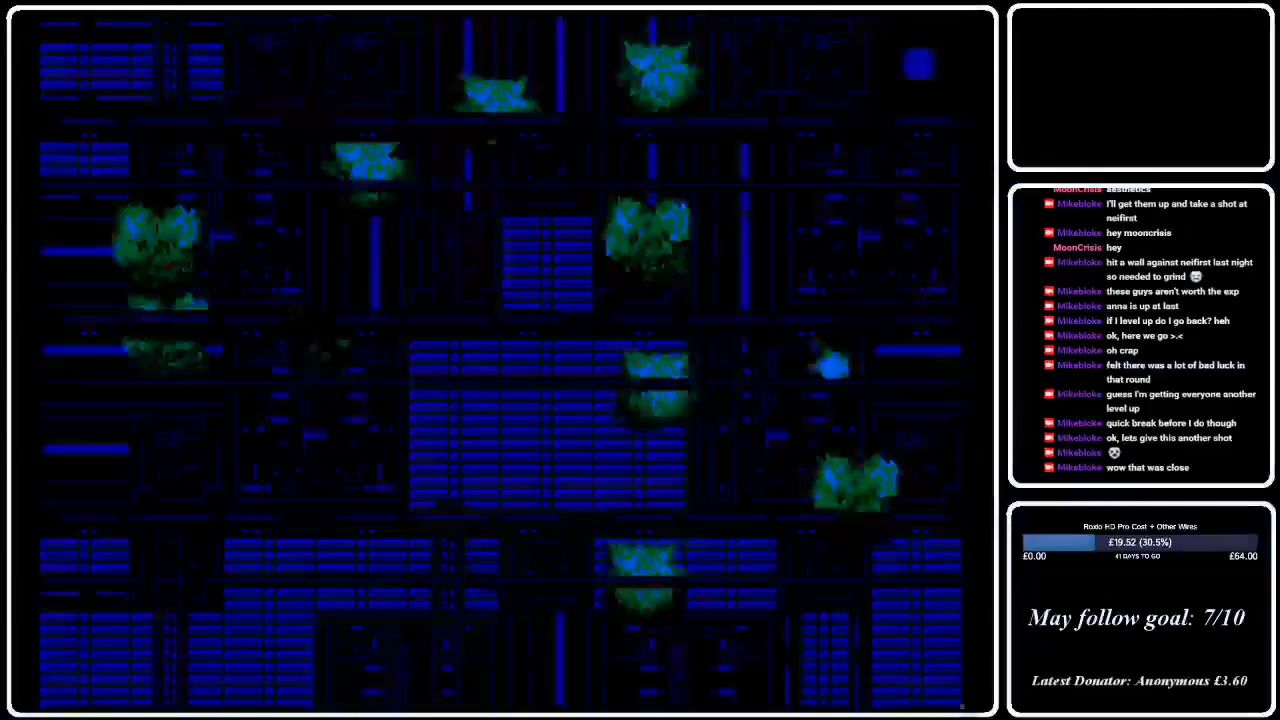 MoonCrisis aesthetics
Mikebloke I'll get them up and take a shot at
neifirst
Mikebloke hey mooncrisis
MoonCrisis hey
Mikebloke hit a wall against neifirst last night
so needed to grind
Mikebloke these guys aren't worth the exp
Mikebloke anna is up at last
Mikebloke if I level up do I go back? heh
Mikebloke ok, here we go >.<
Mikebloke oh crap
Mikebloke felt there was a lot of bad luck in
that round
Mikebloke guess I'm getting everyone another
level up
Mikebloke quick break before I do though
Mikebloke ok, lets give this another shot
Mikebloke
Mikebloke wow that was close
Roxio HD Pro Cost + Other Wires
£19.52 (30.5%)
£0.00 41 DAYS TO GO £64.00
May follow goal: 7/10
Latest Donator: Anonymous £3.60